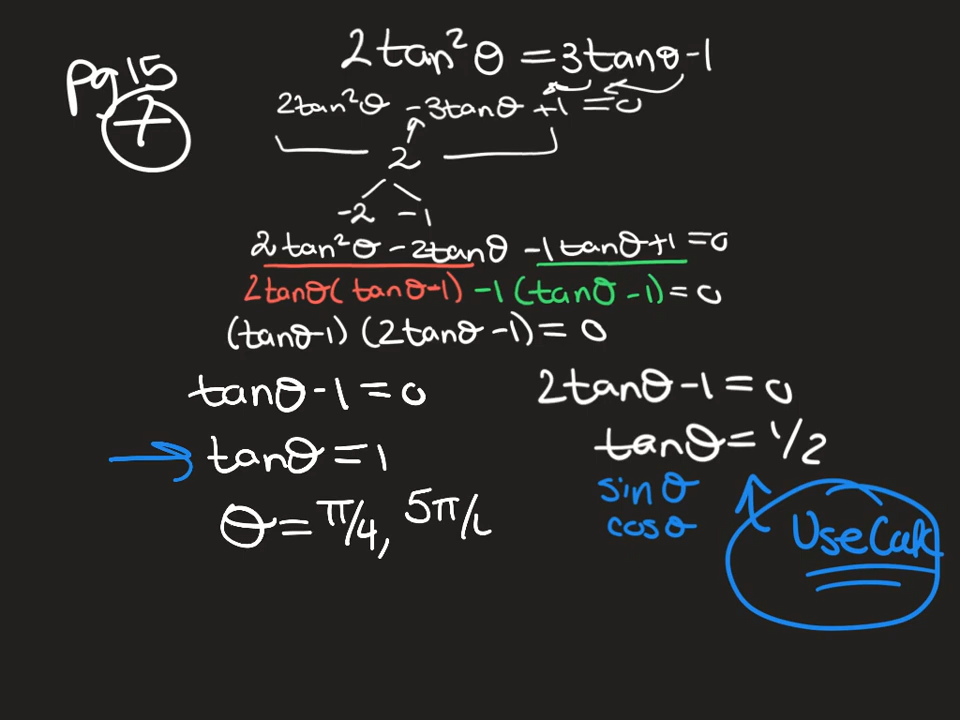 pg 15
7
2tan²θ = 3tanθ -1
2tan²θ -3tanθ +1 = 0
2
-2 -1
2tan²θ - 2tanθ -1tanθ+1 = 0
2tanθ(tanθ-1) -1(tanθ-1) = 0
(tanθ-1)(2tanθ-1) = 0
tanθ-1 = 0
tanθ = 1
θ = π/4, 5π/
2tanθ-1 = 0
tanθ = 1/2
sinθ
cosθ
Use Calc